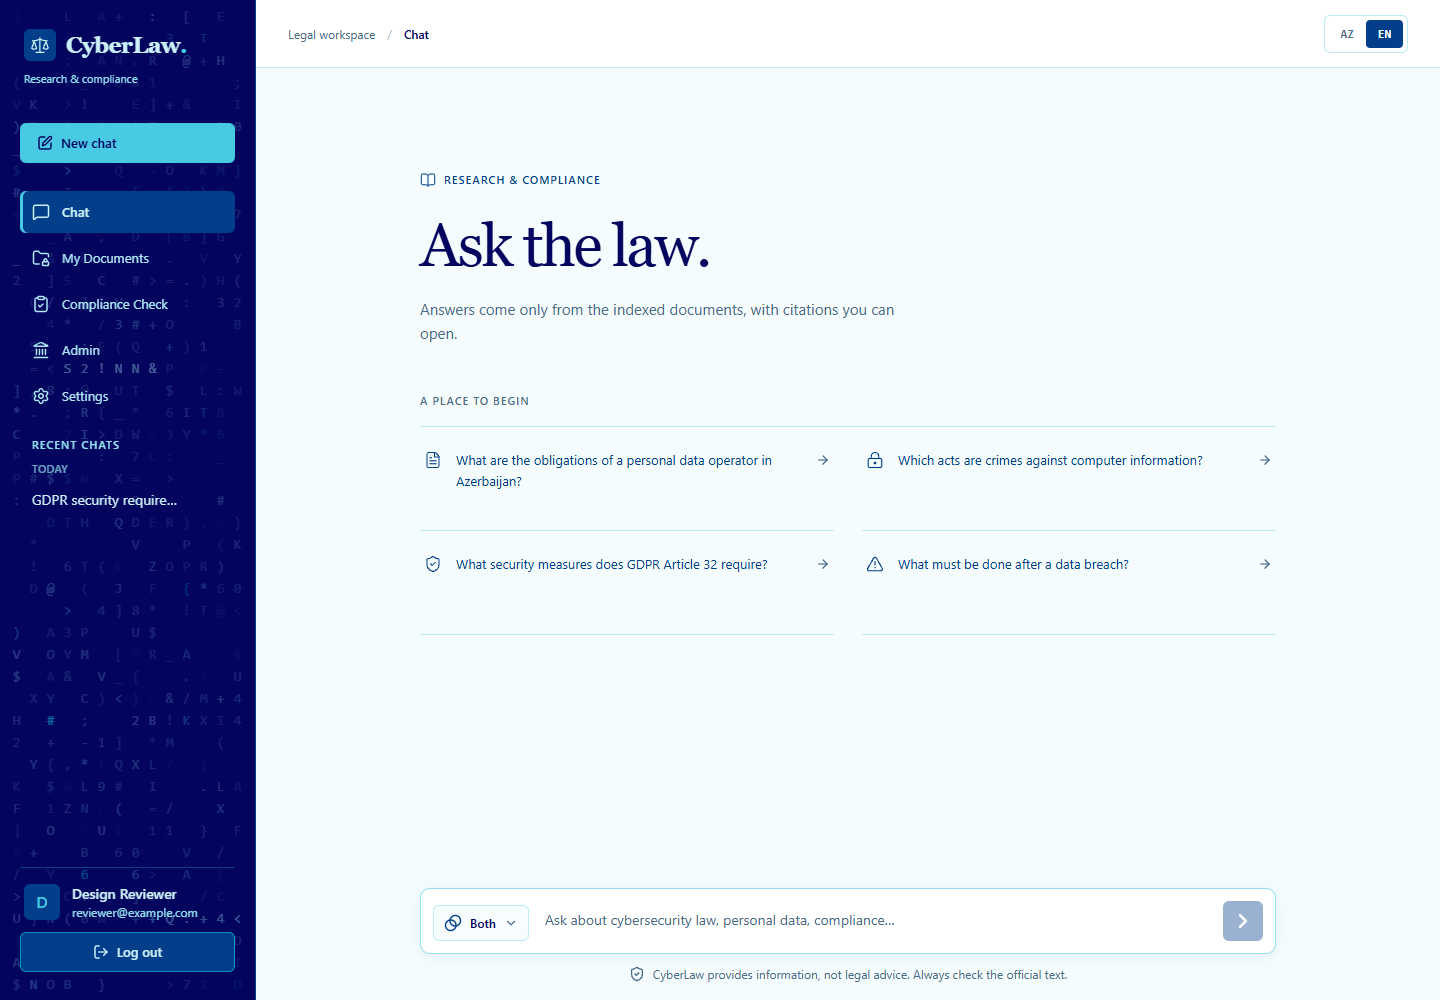 CyberLaw.
Research & compliance
New chat
Chat
My Documents
Compliance Check
Admin
Settings
RECENT CHATS
TODAY
GDPR security require...
Design Reviewer
D
reviewer@example.com
Log out
Legal workspace / Chat
AZ EN
RESEARCH & COMPLIANCE
Ask the law.
Answers come only from the indexed documents, with citations you can
open.
A PLACE TO BEGIN
What are the obligations of a personal data operator in
Azerbaijan?
Which acts are crimes against computer information?
What security measures does GDPR Article 32 require?
What must be done after a data breach?
Both
Ask about cybersecurity law, personal data, compliance...
CyberLaw provides information, not legal advice. Always check the official text.